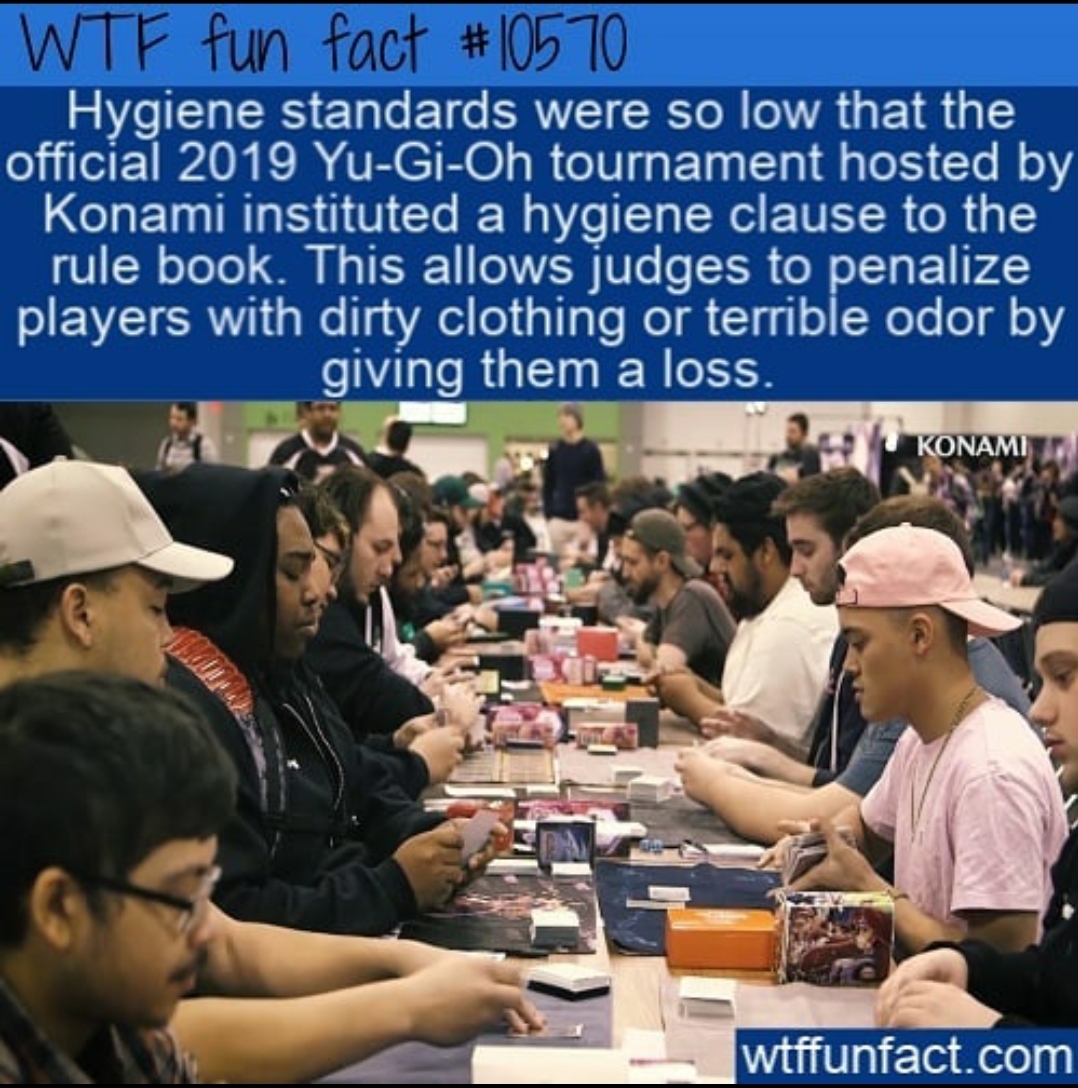 WTF fun fact #10570
Hygiene standards were so low that the
official 2019 Yu-Gi-Oh tournament hosted by
Konami instituted a hygiene clause to the
rule book. This allows judges to penalize
players with dirty clothing or terrible odor by
giving them a loss.
KONAMI
wtffunfact.com